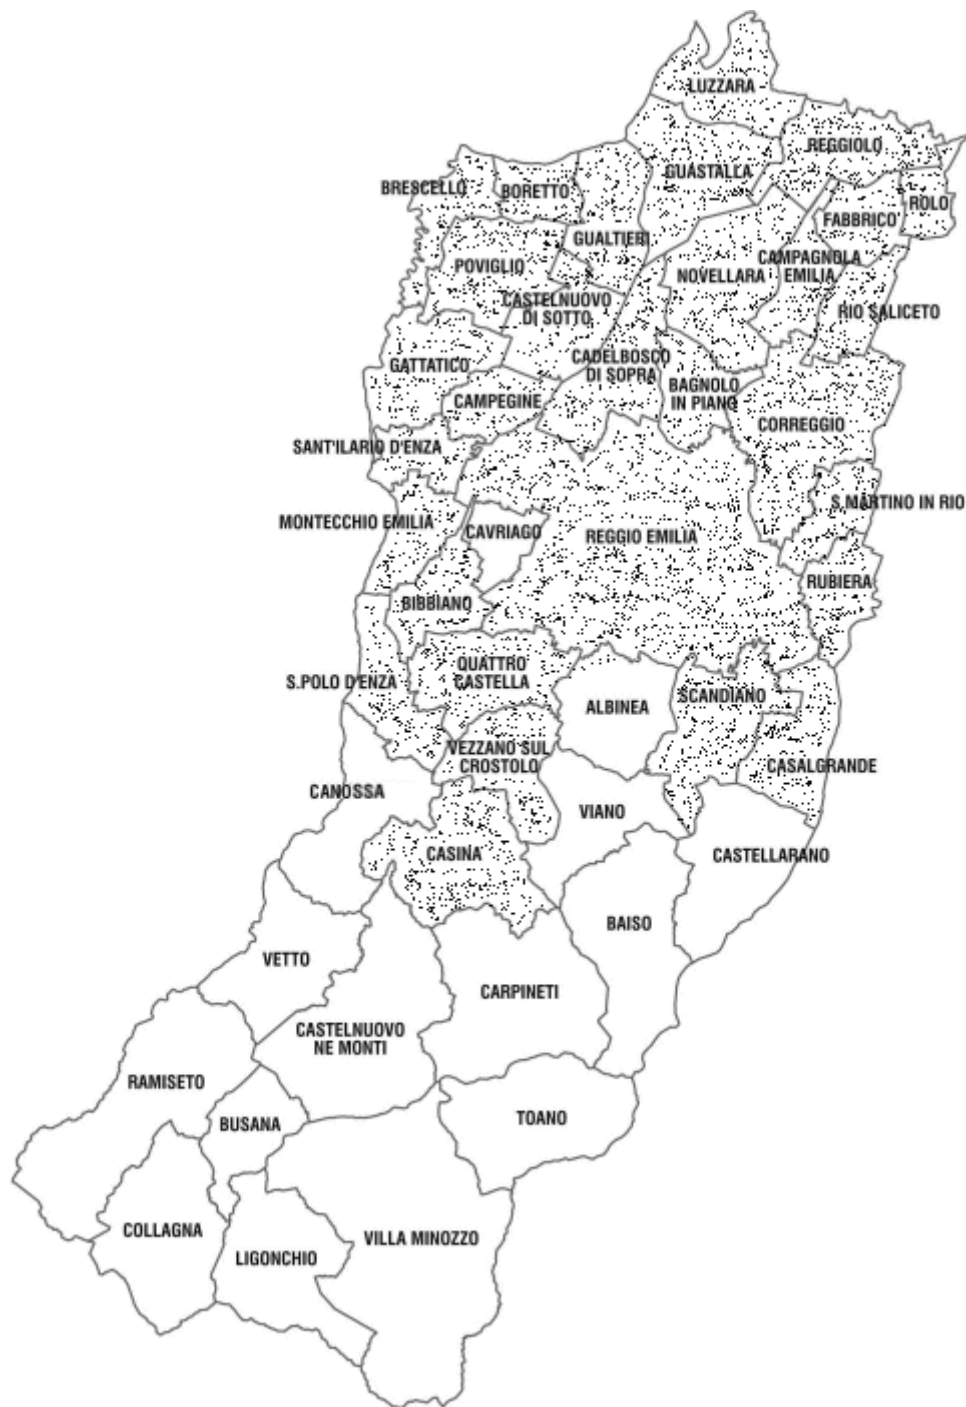 LUZZARA
REGGIOLO
GUASTALLA
BRESCELLO
BORETTO
ROLO
FABBRICO
GUALTIERI
CAMPAGNOLA
EMILIA
POVIGLIO
NOVELLARA
CASTELNUOVO
DI SOTTO
RIO SALICETO
CADELBOSCO
DI SOPRA
GATTATICO
BAGNOLO
IN PIANO
CAMPEGINE
CORREGGIO
SANT'ILARIO D'ENZA
S.MARTINO IN RIO
MONTECCHIO EMILIA
CAVRIAGO
REGGIO EMILIA
RUBIERA
BIBBIANO
QUATTRO
CASTELLA
S.POLO D'ENZA
SCANDIANO
ALBINEA
VEZZANO SUL
CROSTOLO
CASALGRANDE
CANOSSA
VIANO
CASINA
CASTELLARANO
BAISO
VETTO
CARPINETI
CASTELNUOVO
NE MONTI
RAMISETO
TOANO
BUSANA
COLLAGNA
VILLA MINOZZO
LIGONCHIO